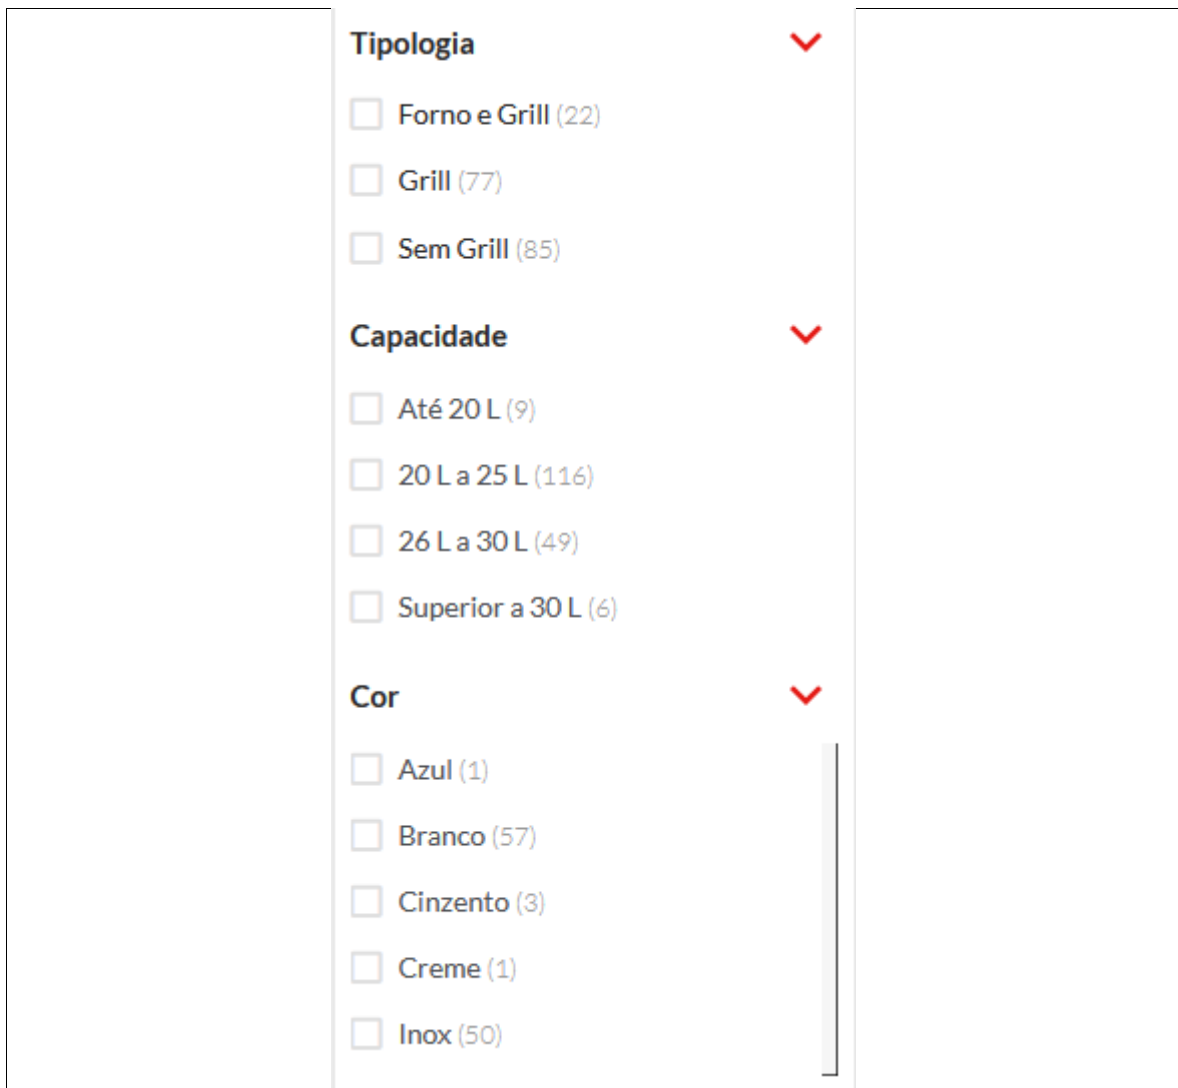 Tipologia
Forno e Grill (22)
Grill (77)
Sem Grill (85)
Capacidade
Até 20 L (9)
20 L a 25 L (116)
26 L a 30 L (49)
Superior a 30 L (6)
Cor
Azul (1)
Branco (57)
Cinzento (3)
Creme (1)
Inox (50)